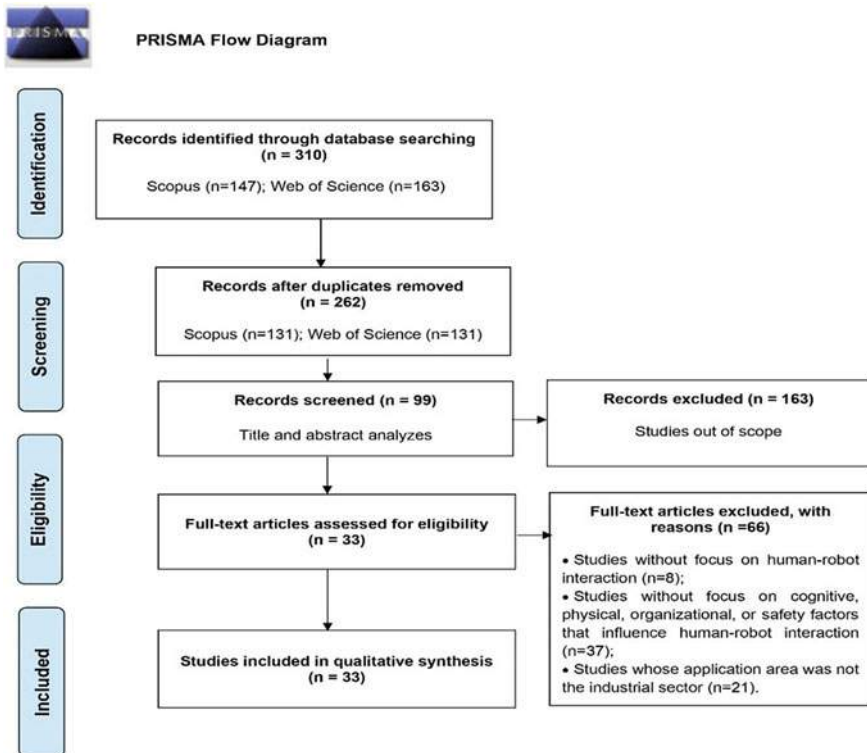 PRISMA
PRISMA Flow Diagram
Identification
Records identified through database searching
(n = 310)
Scopus (n=147); Web of Science (n=163)
Screening
Records after duplicates removed
(n = 262)
Scopus (n=131); Web of Science (n=131)
Records screened (n = 99)
Title and abstract analyzes
Records excluded (n = 163)
Studies out of scope
Eligibility
Full-text articles assessed for eligibility
(n = 33)
Full-text articles excluded, with
reasons (n =66)
• Studies without focus on human-robot
interaction (n=8);
• Studies without focus on cognitive,
physical, organizational, or safety factors
that influence human-robot interaction
(n=37);
• Studies whose application area was not
the industrial sector (n=21).
Included
Studies included in qualitative synthesis
(n = 33)